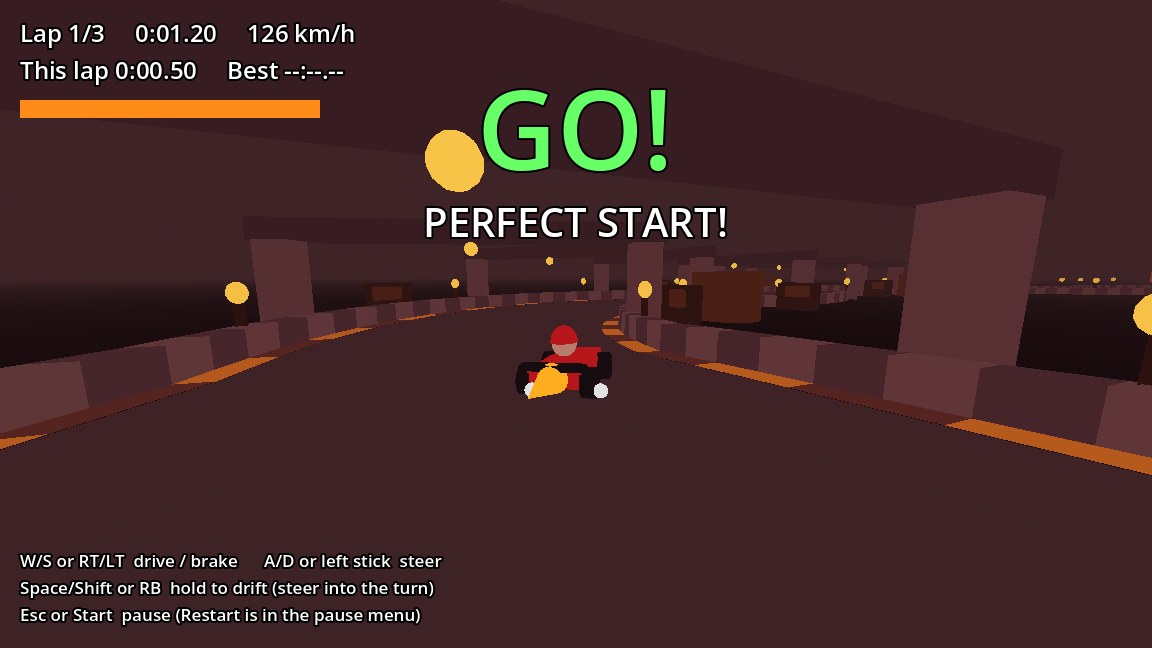 Lap 1/3 0:01.20 126 km/h
This lap 0:00.50 Best --:--.--
GO!
PERFECT START!
W/S or RT/LT drive / brake A/D or left stick steer
Space/Shift or RB hold to drift (steer into the turn)
Esc or Start pause (Restart is in the pause menu)